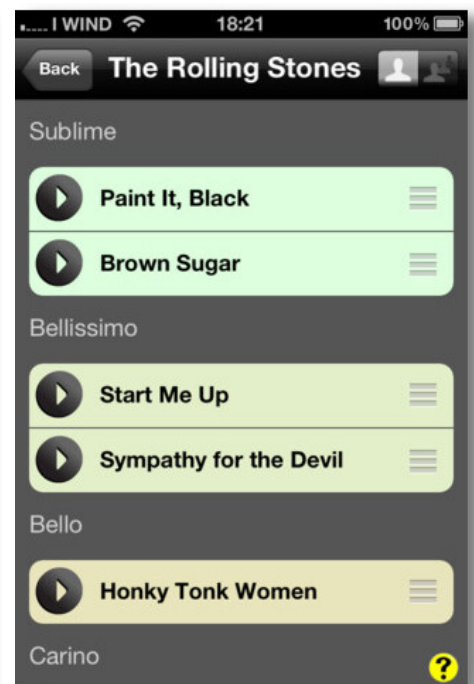 I WIND 18:21 100%
Back The Rolling Stones
Sublime
Paint It, Black
Brown Sugar
Bellissimo
Start Me Up
Sympathy for the Devil
Bello
Honky Tonk Women
Carino
?